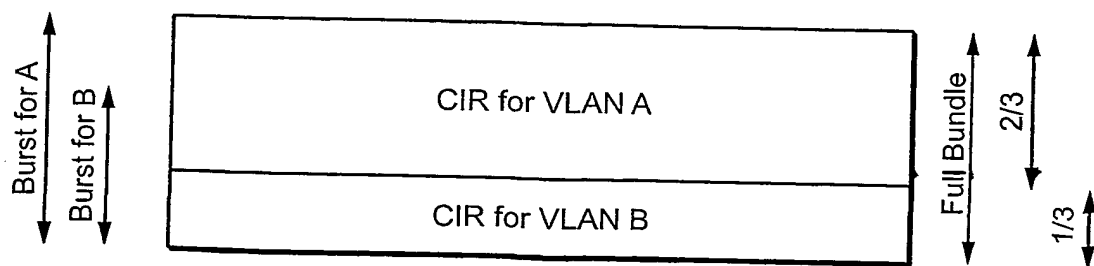 Burst for A
Burst for B
CIR for VLAN A
CIR for VLAN B
Full Bundle
2/3
1/3